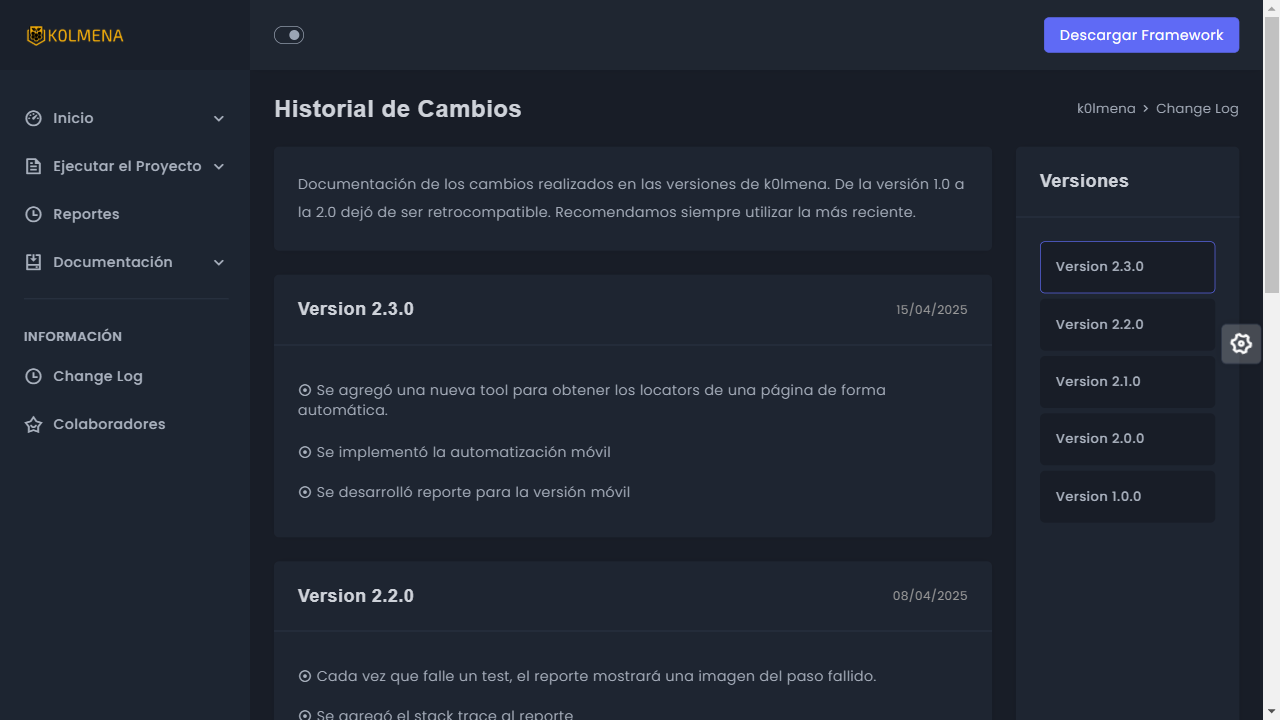 K0LMENA
Descargar Framework
Inicio
Ejecutar el Proyecto
Reportes
Documentación
INFORMACIÓN
Change Log
Colaboradores
Historial de Cambios
k0lmena > Change Log
Documentación de los cambios realizados en las versiones de k0lmena. De la versión 1.0 a
la 2.0 dejó de ser retrocompatible. Recomendamos siempre utilizar la más reciente.
Version 2.3.0
15/04/2025
Se agregó una nueva tool para obtener los locators de una página de forma
automática.
Se implementó la automatización móvil
Se desarrolló reporte para la versión móvil
Version 2.2.0
08/04/2025
Cada vez que falle un test, el reporte mostrará una imagen del paso fallido.
Se agregó el stack trace al reporte
Versiones
Version 2.3.0
Version 2.2.0
Version 2.1.0
Version 2.0.0
Version 1.0.0